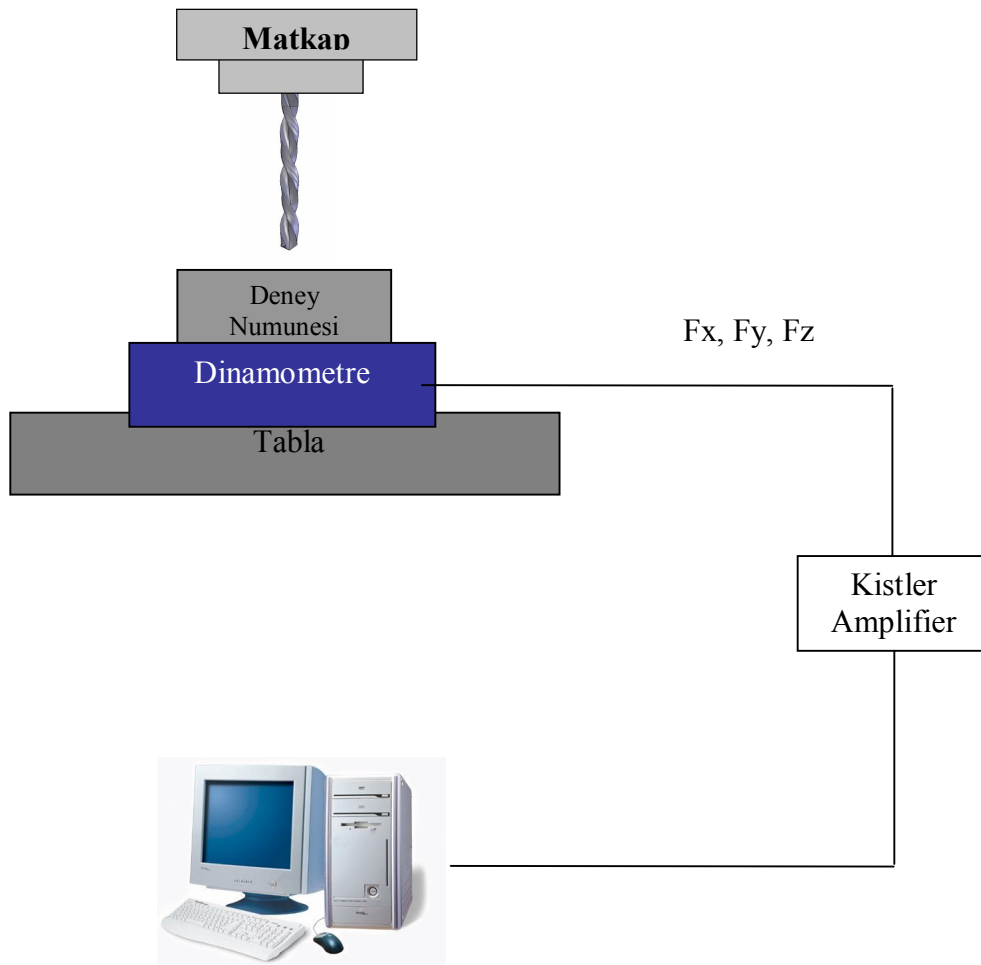 Matkap
Deney
Numunesi
Fx, Fy, Fz
Dinamometre
Tabla
Kistler
Amplifier